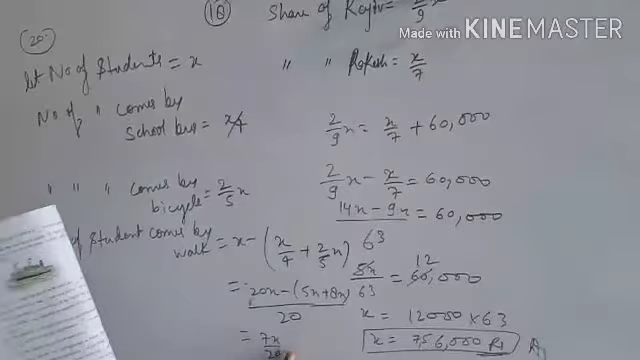 Made with KINEMASTER
(18) Share of Rajiv = 2/9 x
" " Rakesh = x/7
2/9 x = x/7 + 60,000
2/9 x - x/7 = 60,000
14x - 9x / 63 = 60,000
5x / 63 = 60,000 12
x = 12000 × 63
x = 756,000 Rs
(20)
let No of Students = x
No of " comes by
school bus = x/4
" " " comes by
bicycle = 2/5 x
of student comes by
walk = x - (x/4 + 2/5 x)
= 20x - (5x + 8x) / 20
= 7x/20